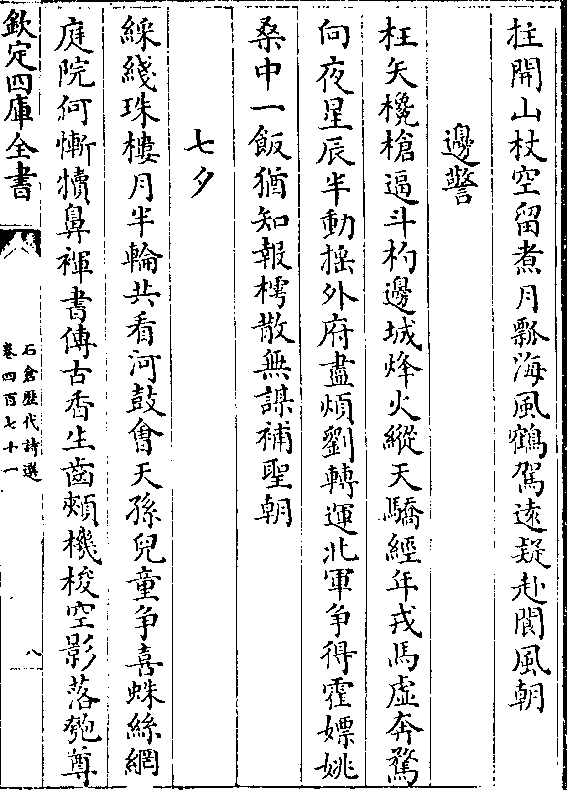 拄開山杖空留煮月瓢海風鶴駕遠疑赴閬風朝
邊警
枉矢欃槍逼斗杓邊城烽火縱天驕經年戎馬虛奔騖
向夜星辰半動揺外府盡煩劉轉運北軍争得霍嫖姚
桑中一飯猶知報樗散無謀補聖朝
七夕
綵綫珠樓月半輪共看河鼓會天孫兒童争喜蛛絲網
庭院何慚犢鼻褌書傳古香生齒頰機梭空影落匏尊
欽定四庫全書
石倉歴代詩選
卷四百七十一
八